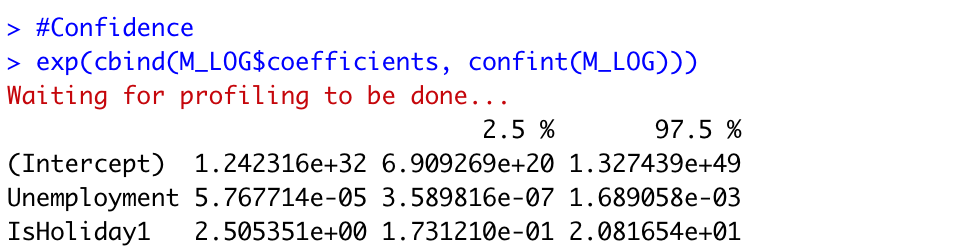 > #Confidence
> exp(cbind(M_LOG$coefficients, confint(M_LOG)))
Waiting for profiling to be done...
2.5 % 97.5 %
(Intercept) 1.242316e+32 6.909269e+20 1.327439e+49
Unemployment 5.767714e-05 3.589816e-07 1.689058e-03
IsHoliday1 2.505351e+00 1.731210e-01 2.081654e+01